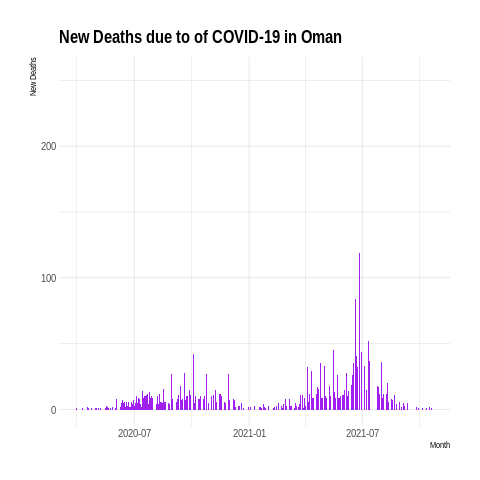 New Deaths due to of COVID-19 in Oman
New Deaths
200
100
0
2020-07 2021-01 2021-07
Month